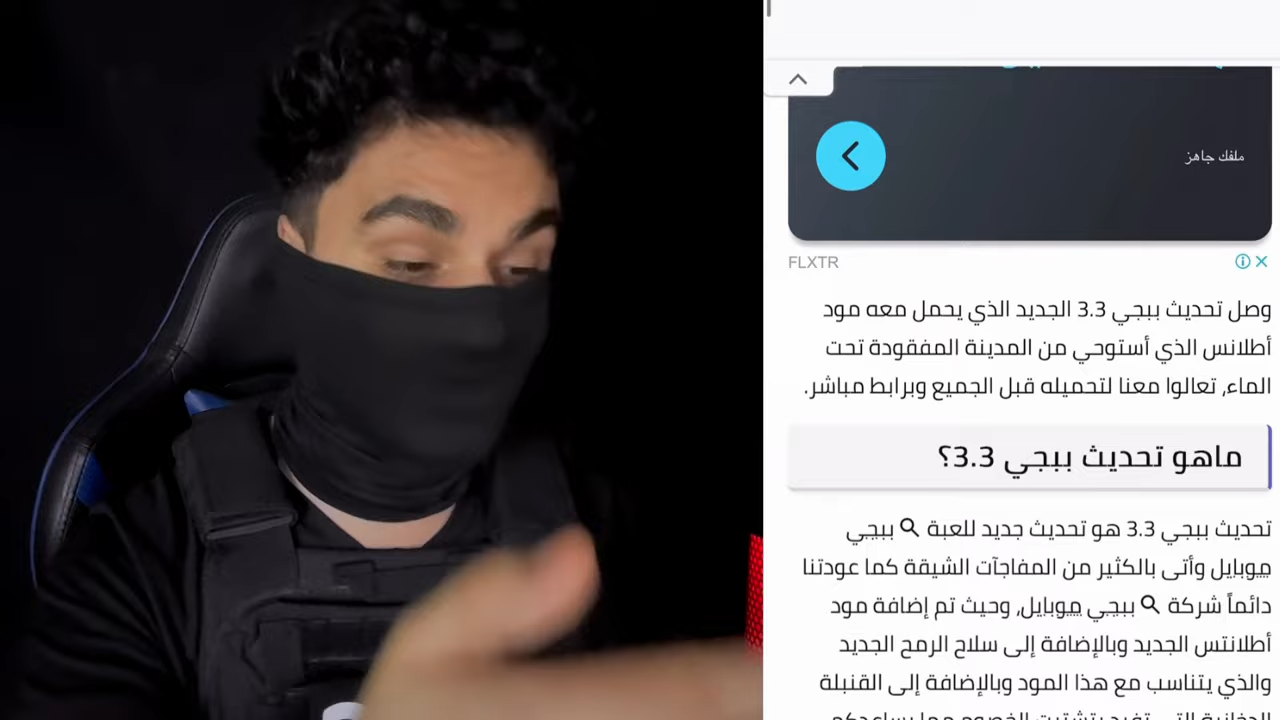 ملفك جاهز
FLXTR
وصل تحديث ببجي 3.3 الجديد الذي يحمل معه مود
أطلانس الذي أستوحي من المدينة المفقودة تحت
الماء, تعالوا معنا لتحميله قبل الجميع وبرابط مباشر.
ماهو تحديث ببجي 3.3؟
تحديث ببجي 3.3 هو تحديث جديد للعبة ببجي
موبايل وأتى بالكثير من المفاجآت الشيقة كما عودتنا
دائماً شركة ببجي موبايل, وحيث تم إضافة مود
أطلانتس الجديد وبالإضافة إلى سلاح الرمح الجديد
والذي يتناسب مع هذا المود وبالإضافة إلى القنبلة